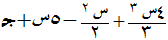 ٤س^٣/٣ + س^٢/٢ − ٥س + جـ